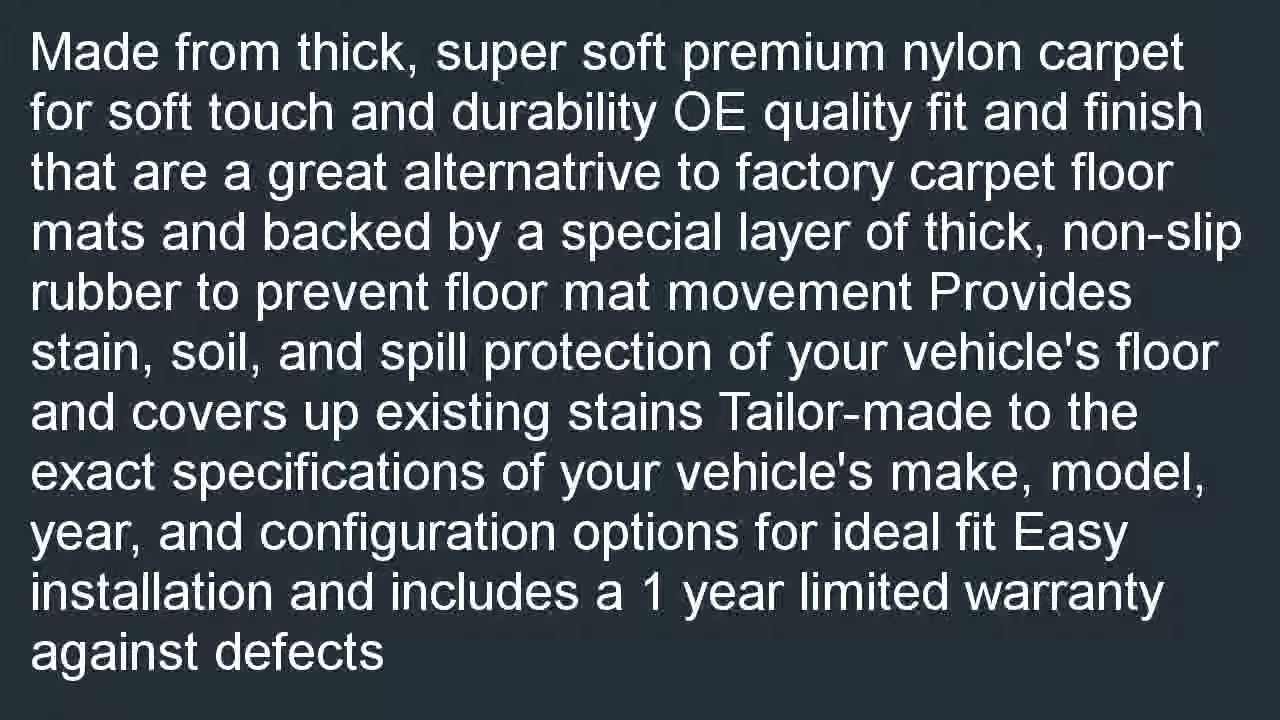 Made from thick, super soft premium nylon carpet
for soft touch and durability OE quality fit and finish
that are a great alternatrive to factory carpet floor
mats and backed by a special layer of thick, non-slip
rubber to prevent floor mat movement Provides
stain, soil, and spill protection of your vehicle's floor
and covers up existing stains Tailor-made to the
exact specifications of your vehicle's make, model,
year, and configuration options for ideal fit Easy
installation and includes a 1 year limited warranty
against defects